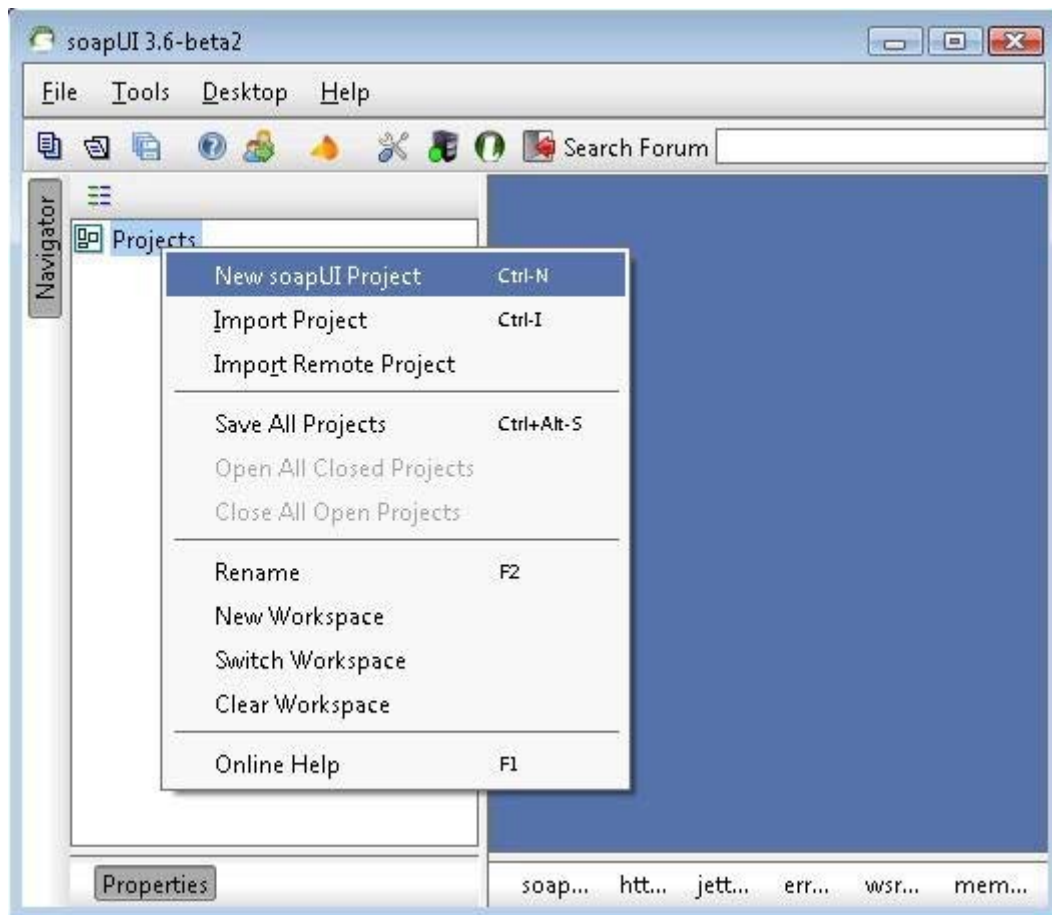 soapUI 3.6-beta2
File Tools Desktop Help
Search Forum
Navigator
Projects
New soapUI Project Ctrl-N
Import Project Ctrl-I
Import Remote Project
Save All Projects Ctrl+Alt-S
Open All Closed Projects
Close All Open Projects
Rename F2
New Workspace
Switch Workspace
Clear Workspace
Online Help F1
Properties
soap... htt... jett... err... wsr... mem...